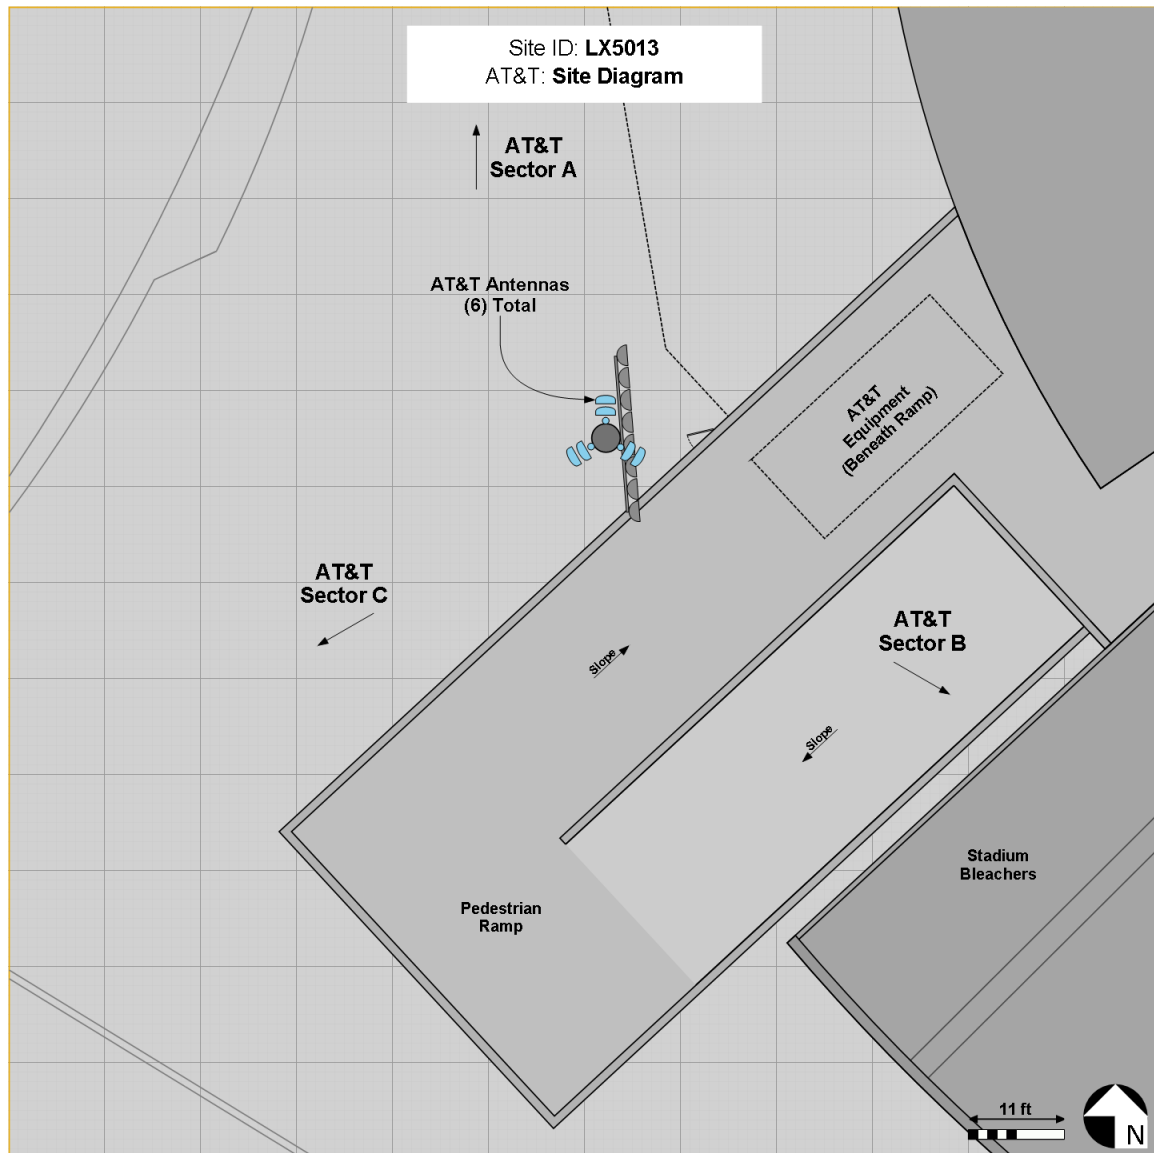 Site ID: LX5013
AT&T: Site Diagram
AT&T
Sector A
AT&T Antennas
(6) Total
AT&T
Equipment
(Beneath Ramp)
AT&T
Sector C
AT&T
Sector B
Slope
Slope
Stadium
Bleachers
Pedestrian
Ramp
11 ft
N